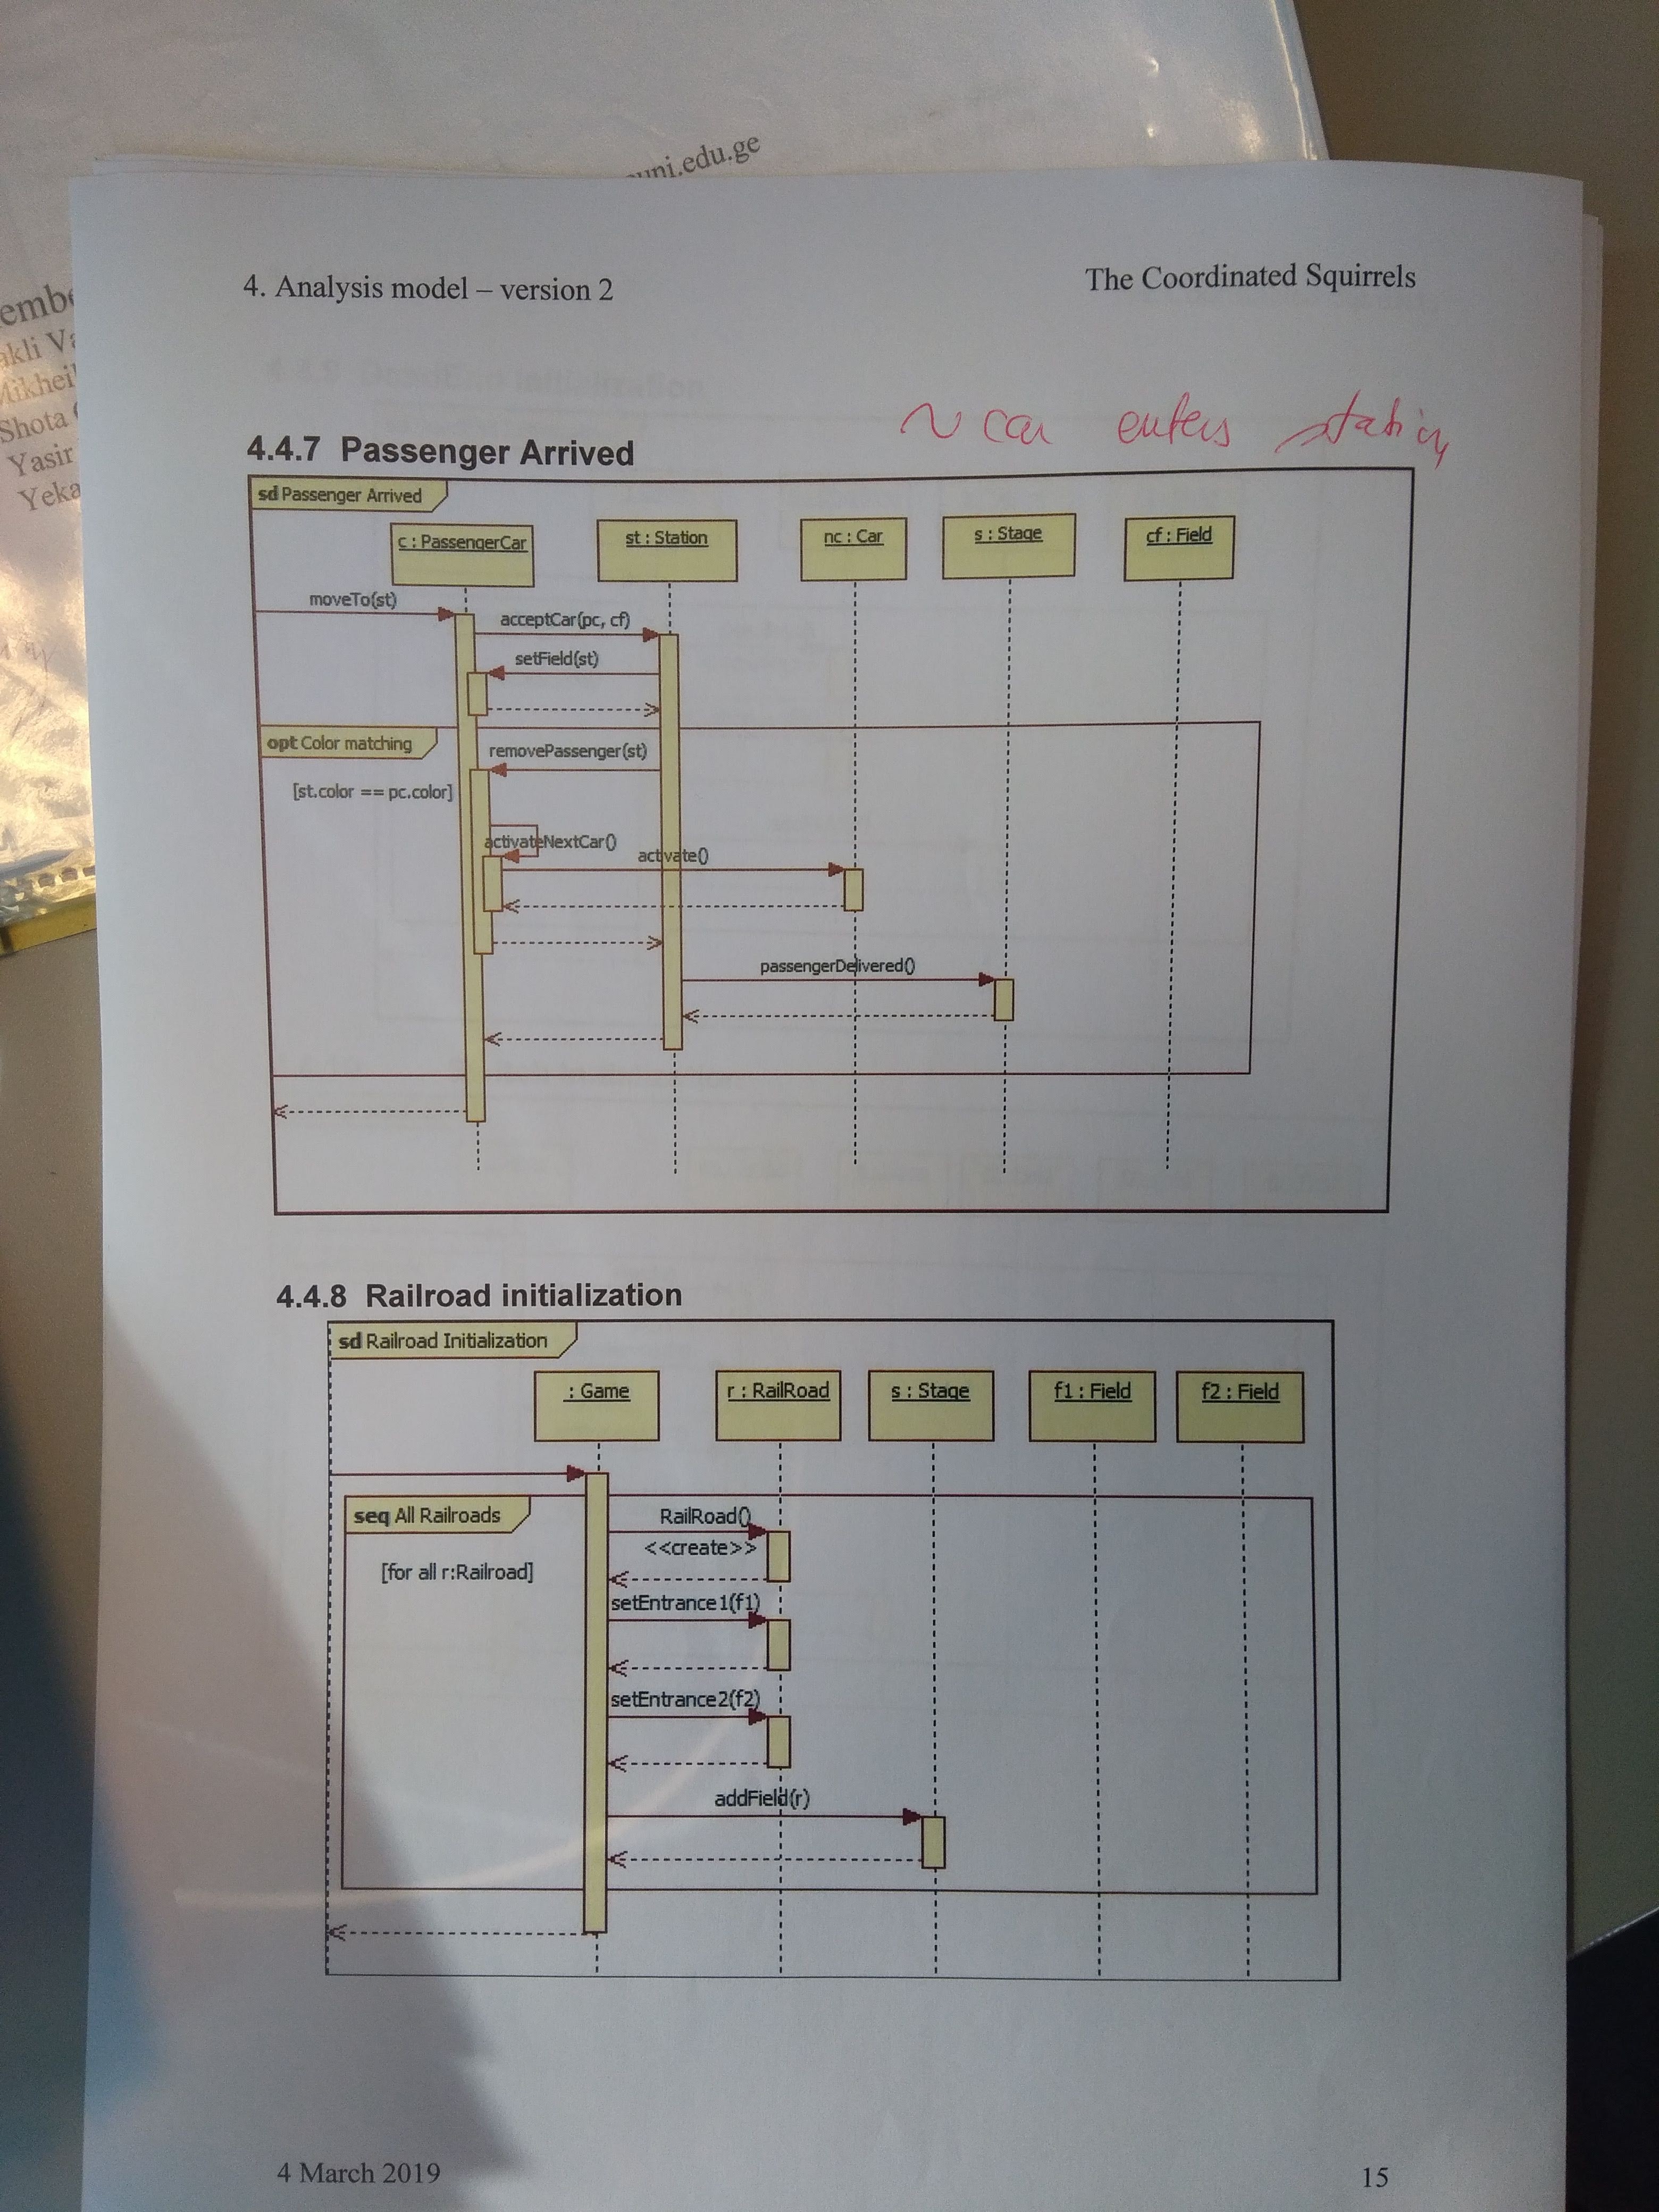 uni.edu.ge
4. Analysis model – version 2
The Coordinated Squirrels
Shota
Yasir
~ car enters station
4.4.7 Passenger Arrived
sd Passenger Arrived
c : PassengerCar
st : Station
nc : Car
s : Stage
cf : Field
moveTo(st)
acceptCar(pc, cf)
setField(st)
opt Color matching
removePassenger(st)
[st.color == pc.color]
activateNextCar()
activate()
passengerDelivered()
4.4.8 Railroad initialization
sd Railroad Initialization
: Game
r : RailRoad
s : Stage
f1 : Field
f2 : Field
seq All Railroads
RailRoad()
<<create>>
[for all r:Railroad]
setEntrance1(f1)
setEntrance2(f2)
addField(r)
4 March 2019
15